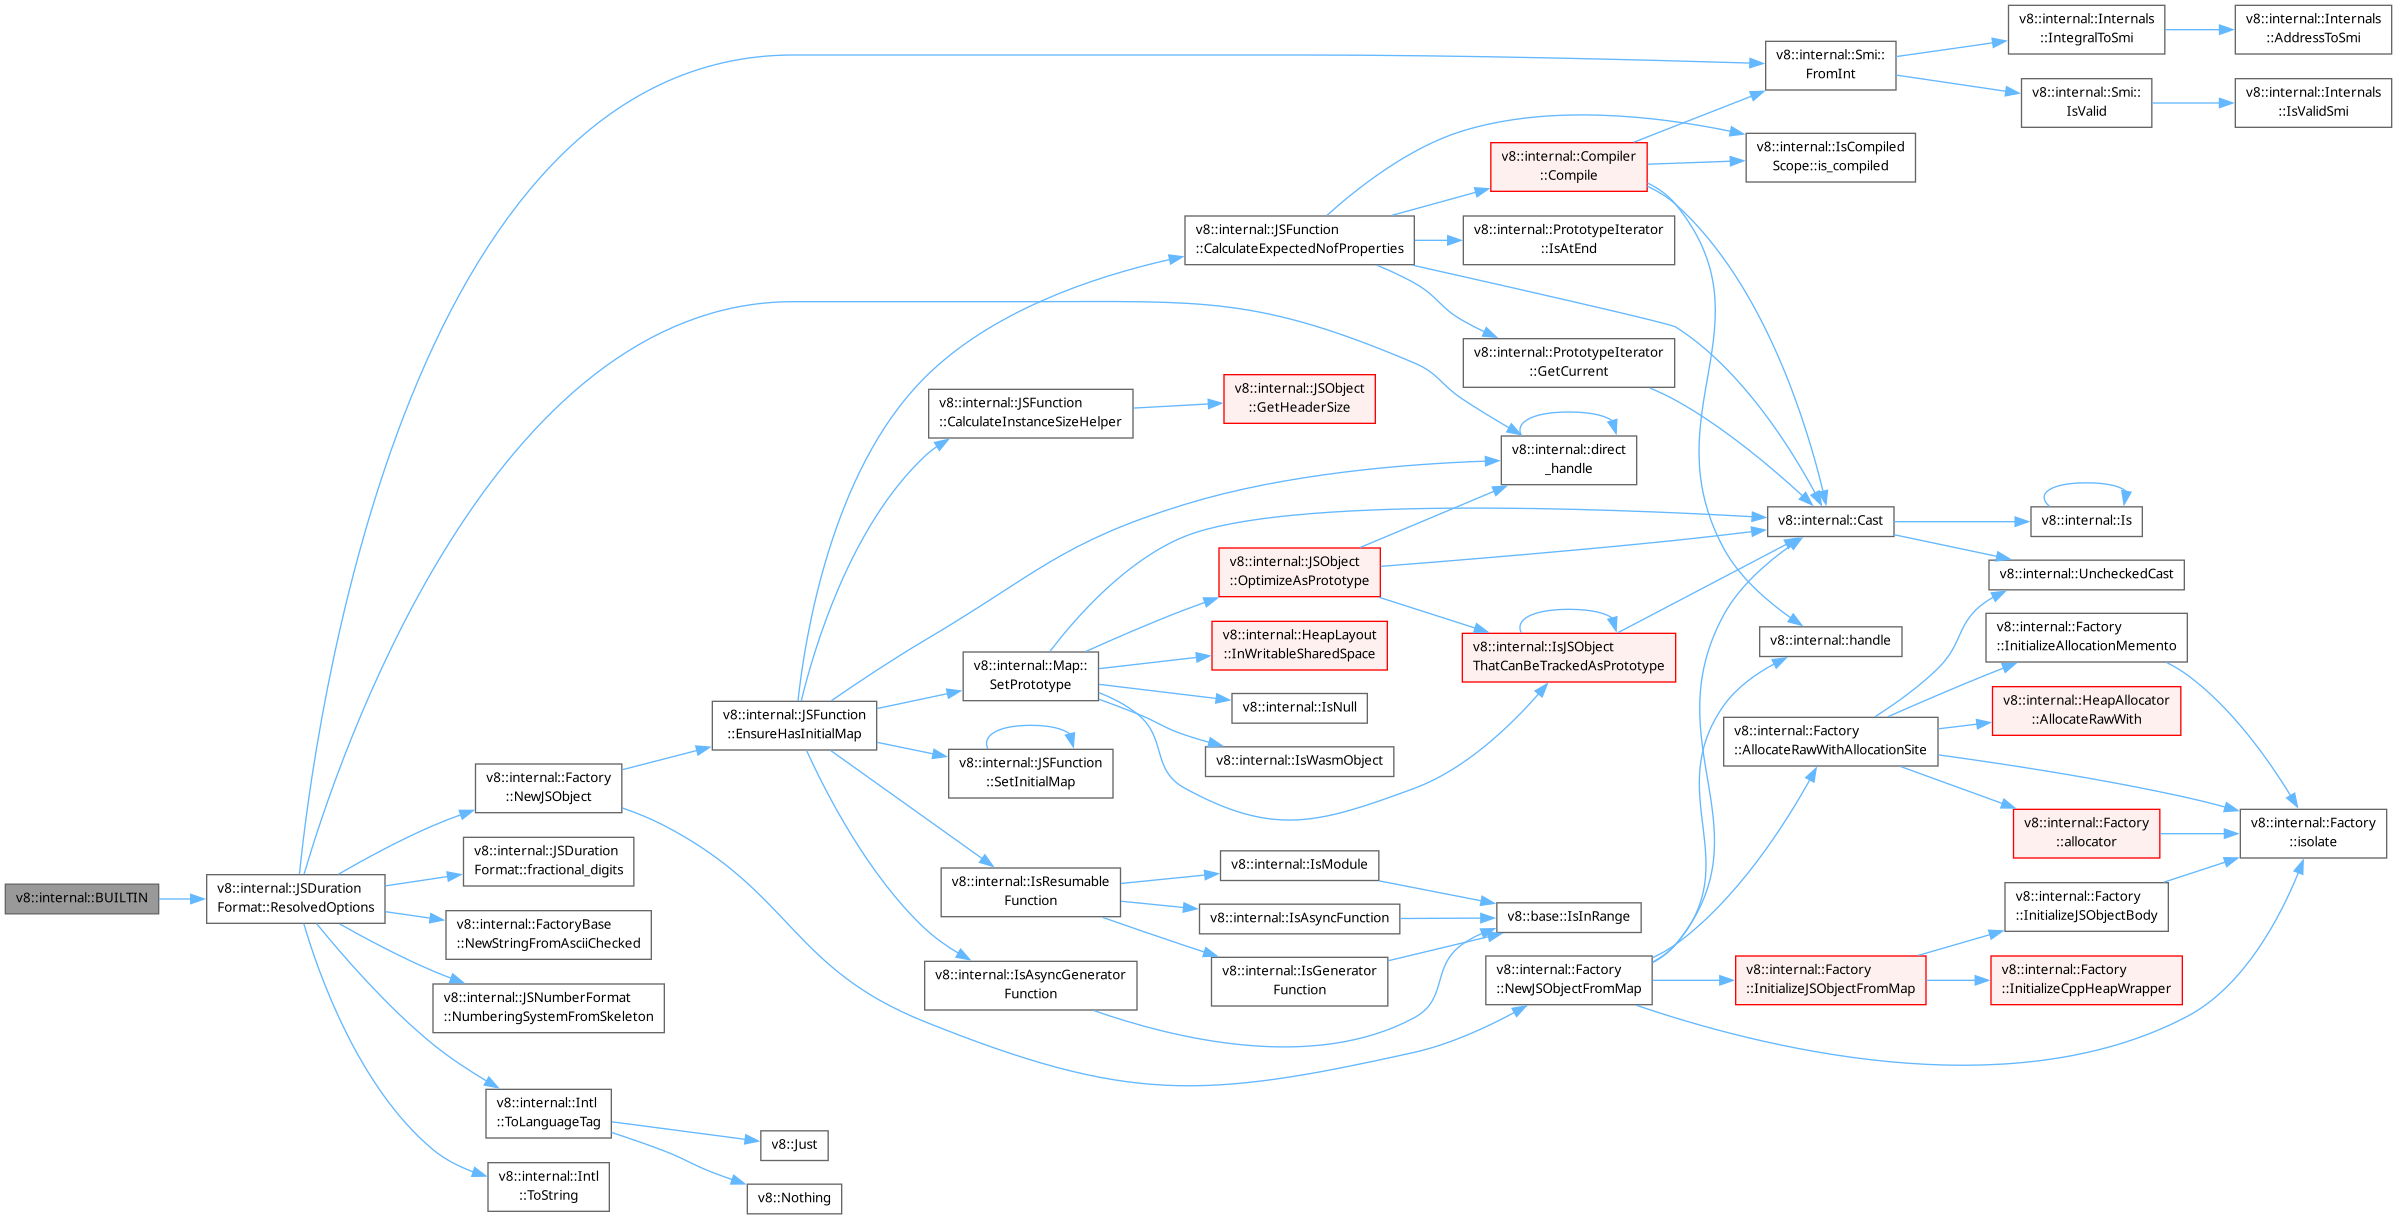 v8::internal::BUILTIN
v8::internal::JSDuration
Format::ResolvedOptions
v8::internal::Factory
::NewJSObject
v8::internal::JSDuration
Format::fractional_digits
v8::internal::FactoryBase
::NewStringFromAsciiChecked
v8::internal::JSNumberFormat
::NumberingSystemFromSkeleton
v8::internal::Intl
::ToLanguageTag
v8::internal::Intl
::ToString
v8::Just
v8::Nothing
v8::internal::JSFunction
::EnsureHasInitialMap
v8::internal::JSFunction
::CalculateInstanceSizeHelper
v8::internal::Map::
SetPrototype
v8::internal::JSFunction
::SetInitialMap
v8::internal::IsResumable
Function
v8::internal::IsAsyncGenerator
Function
v8::internal::JSFunction
::CalculateExpectedNofProperties
v8::internal::JSObject
::GetHeaderSize
v8::internal::JSObject
::OptimizeAsPrototype
v8::internal::HeapLayout
::InWritableSharedSpace
v8::internal::IsNull
v8::internal::IsWasmObject
v8::internal::IsModule
v8::internal::IsAsyncFunction
v8::internal::IsGenerator
Function
v8::internal::Compiler
::Compile
v8::internal::PrototypeIterator
::IsAtEnd
v8::internal::PrototypeIterator
::GetCurrent
v8::internal::direct
_handle
v8::internal::IsJSObject
ThatCanBeTrackedAsPrototype
v8::base::IsInRange
v8::internal::Factory
::NewJSObjectFromMap
v8::internal::Smi::
FromInt
v8::internal::IsCompiled
Scope::is_compiled
v8::internal::Cast
v8::internal::handle
v8::internal::Factory
::AllocateRawWithAllocationSite
v8::internal::Factory
::InitializeJSObjectFromMap
v8::internal::Internals
::IntegralToSmi
v8::internal::Smi::
IsValid
v8::internal::Is
v8::internal::UncheckedCast
v8::internal::Factory
::InitializeAllocationMemento
v8::internal::HeapAllocator
::AllocateRawWith
v8::internal::Factory
::allocator
v8::internal::Factory
::InitializeJSObjectBody
v8::internal::Factory
::InitializeCppHeapWrapper
v8::internal::Internals
::AddressToSmi
v8::internal::Internals
::IsValidSmi
v8::internal::Factory
::isolate